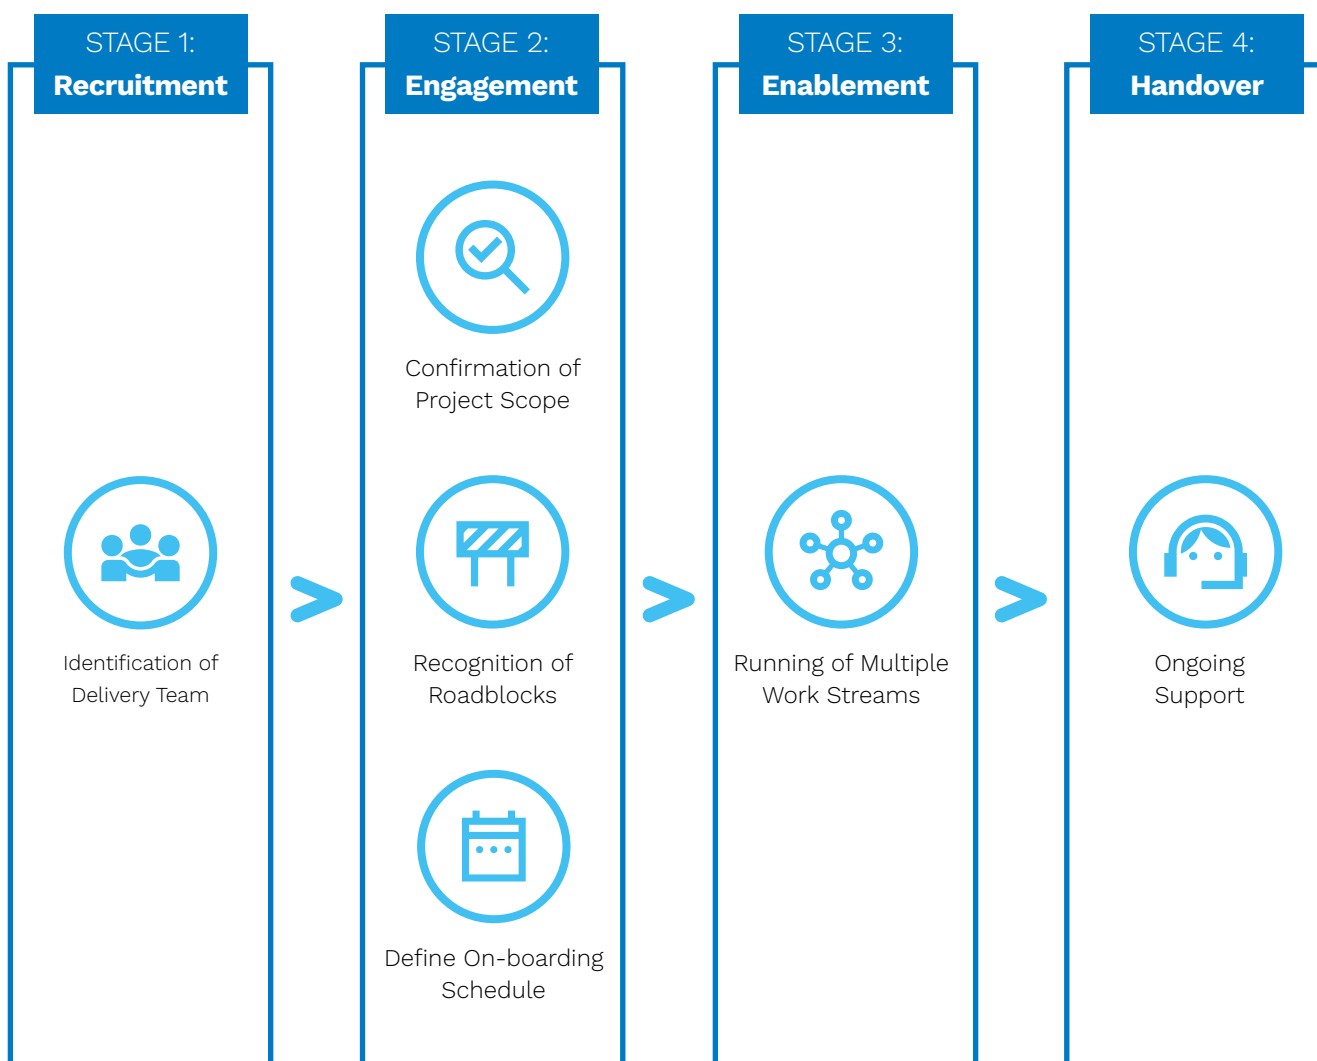 STAGE 1:
Recruitment
Identification of
Delivery Team
STAGE 2:
Engagement
Confirmation of
Project Scope
Recognition of
Roadblocks
Define On-boarding
Schedule
STAGE 3:
Enablement
Running of Multiple
Work Streams
STAGE 4:
Handover
Ongoing
Support